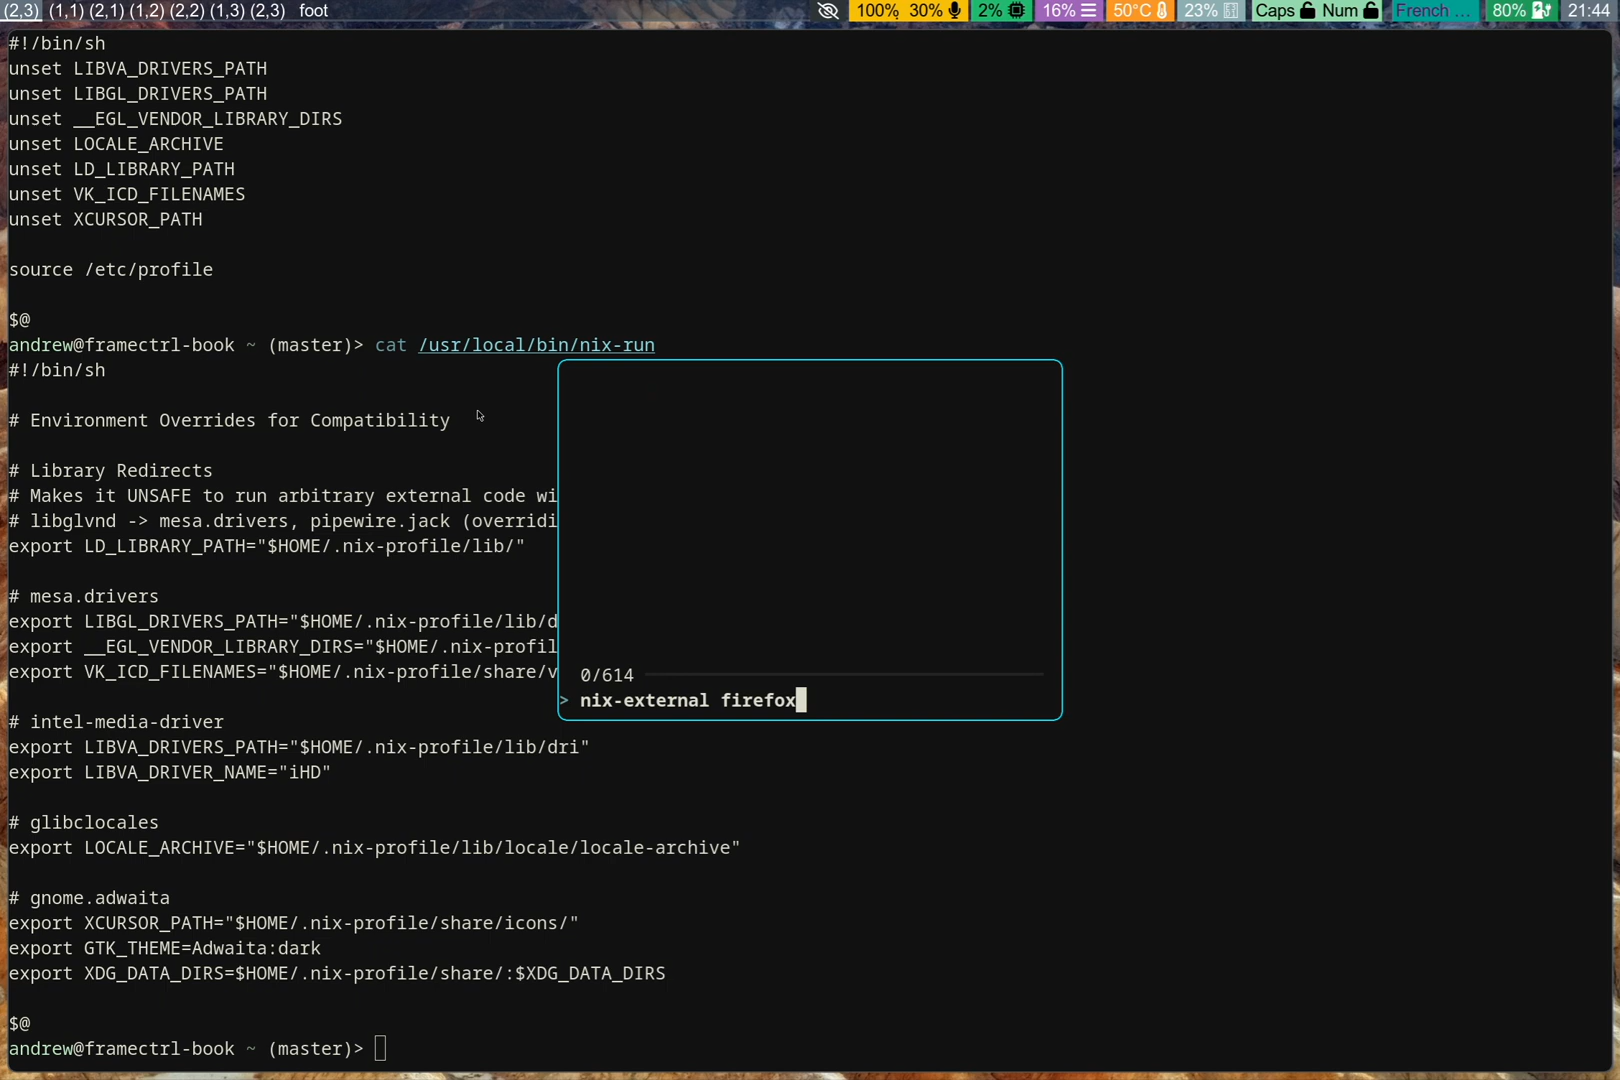 (2,3) (1,1) (2,1) (1,2) (2,2) (1,3) (2,3) foot 100% 30% 2% 16% 50°C 23% Caps Num French ... 80% 21:44
#!/bin/sh
unset LIBVA_DRIVERS_PATH
unset LIBGL_DRIVERS_PATH
unset __EGL_VENDOR_LIBRARY_DIRS
unset LOCALE_ARCHIVE
unset LD_LIBRARY_PATH
unset VK_ICD_FILENAMES
unset XCURSOR_PATH
source /etc/profile
$@
andrew@framectrl-book ~ (master)> cat /usr/local/bin/nix-run
#!/bin/sh
# Environment Overrides for Compatibility
# Library Redirects
# Makes it UNSAFE to run arbitrary external code wi
# libglvnd -> mesa.drivers, pipewire.jack (overridi
export LD_LIBRARY_PATH="$HOME/.nix-profile/lib/"
# mesa.drivers
export LIBGL_DRIVERS_PATH="$HOME/.nix-profile/lib/d
export __EGL_VENDOR_LIBRARY_DIRS="$HOME/.nix-profil
export VK_ICD_FILENAMES="$HOME/.nix-profile/share/v
0/614
> nix-external firefox
# intel-media-driver
export LIBVA_DRIVERS_PATH="$HOME/.nix-profile/lib/dri"
export LIBVA_DRIVER_NAME="iHD"
# glibclocales
export LOCALE_ARCHIVE="$HOME/.nix-profile/lib/locale/locale-archive"
# gnome.adwaita
export XCURSOR_PATH="$HOME/.nix-profile/share/icons/"
export GTK_THEME=Adwaita:dark
export XDG_DATA_DIRS=$HOME/.nix-profile/share/:$XDG_DATA_DIRS
$@
andrew@framectrl-book ~ (master)>